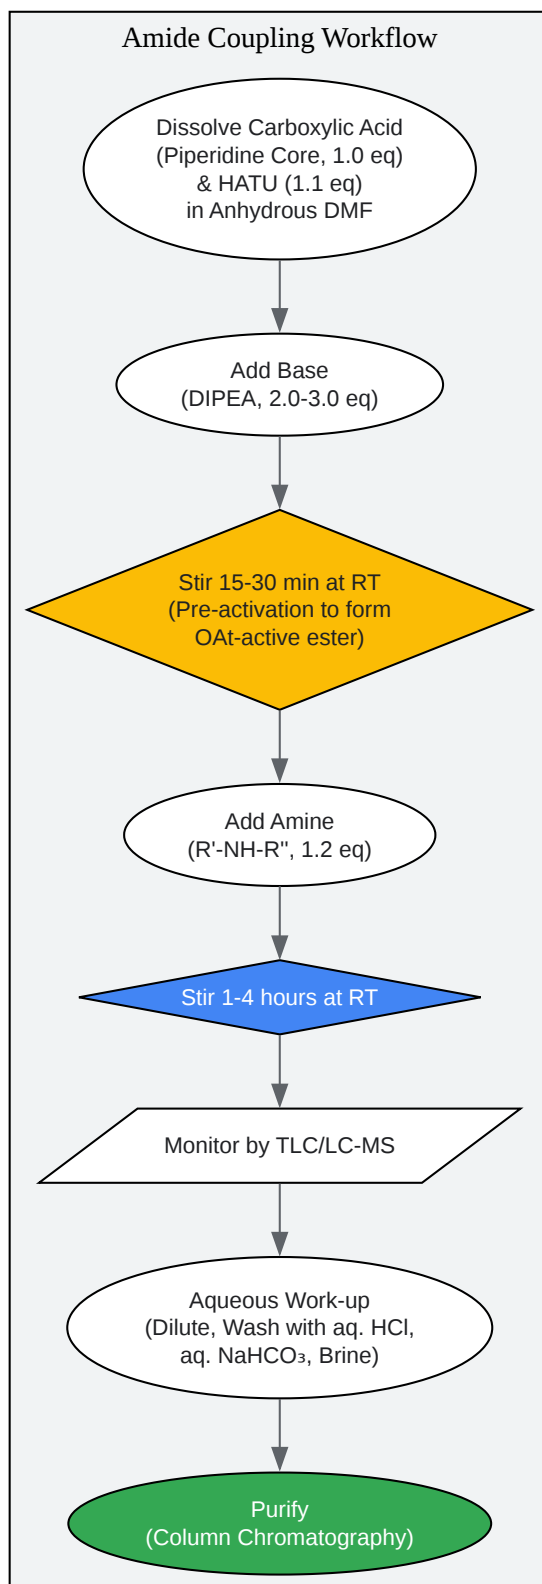 Amide Coupling Workflow
Dissolve Carboxylic Acid
(Piperidine Core, 1.0 eq)
& HATU (1.1 eq)
in Anhydrous DMF
Add Base
(DIPEA, 2.0-3.0 eq)
Stir 15-30 min at RT
(Pre-activation to form
OAt-active ester)
Add Amine
(R'-NH-R'', 1.2 eq)
Stir 1-4 hours at RT
Monitor by TLC/LC-MS
Aqueous Work-up
(Dilute, Wash with aq. HCl,
aq. NaHCO₃, Brine)
Purify
(Column Chromatography)